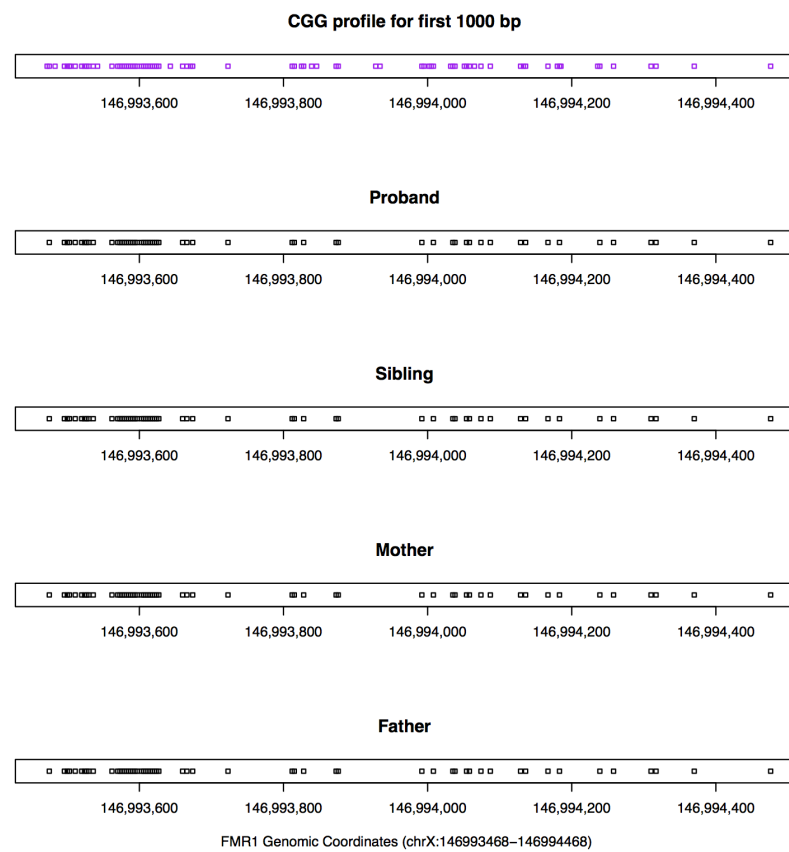 CGG profile for first 1000 bp
146,993,600 146,993,800 146,994,000 146,994,200 146,994,400
Proband
146,993,600 146,993,800 146,994,000 146,994,200 146,994,400
Sibling
146,993,600 146,993,800 146,994,000 146,994,200 146,994,400
Mother
146,993,600 146,993,800 146,994,000 146,994,200 146,994,400
Father
146,993,600 146,993,800 146,994,000 146,994,200 146,994,400
FMR1 Genomic Coordinates (chrX:146993468−146994468)